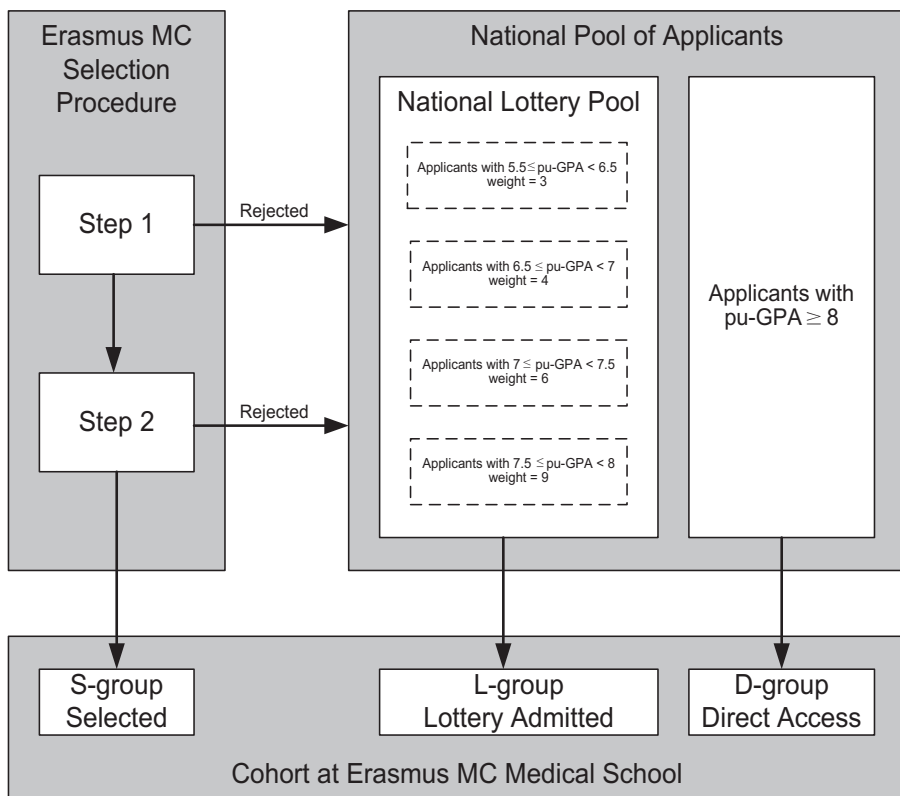 Erasmus MC
Selection
Procedure
Step 1
Rejected
Step 2
Rejected
National Pool of Applicants
National Lottery Pool
Applicants with 5.5≤ pu-GPA < 6.5
weight = 3
Applicants with 6.5 ≤ pu-GPA < 7
weight = 4
Applicants with 7 ≤ pu-GPA < 7.5
weight = 6
Applicants with 7.5 ≤ pu-GPA < 8
weight = 9
Applicants with
pu-GPA ≥ 8
S-group
Selected
L-group
Lottery Admitted
D-group
Direct Access
Cohort at Erasmus MC Medical School